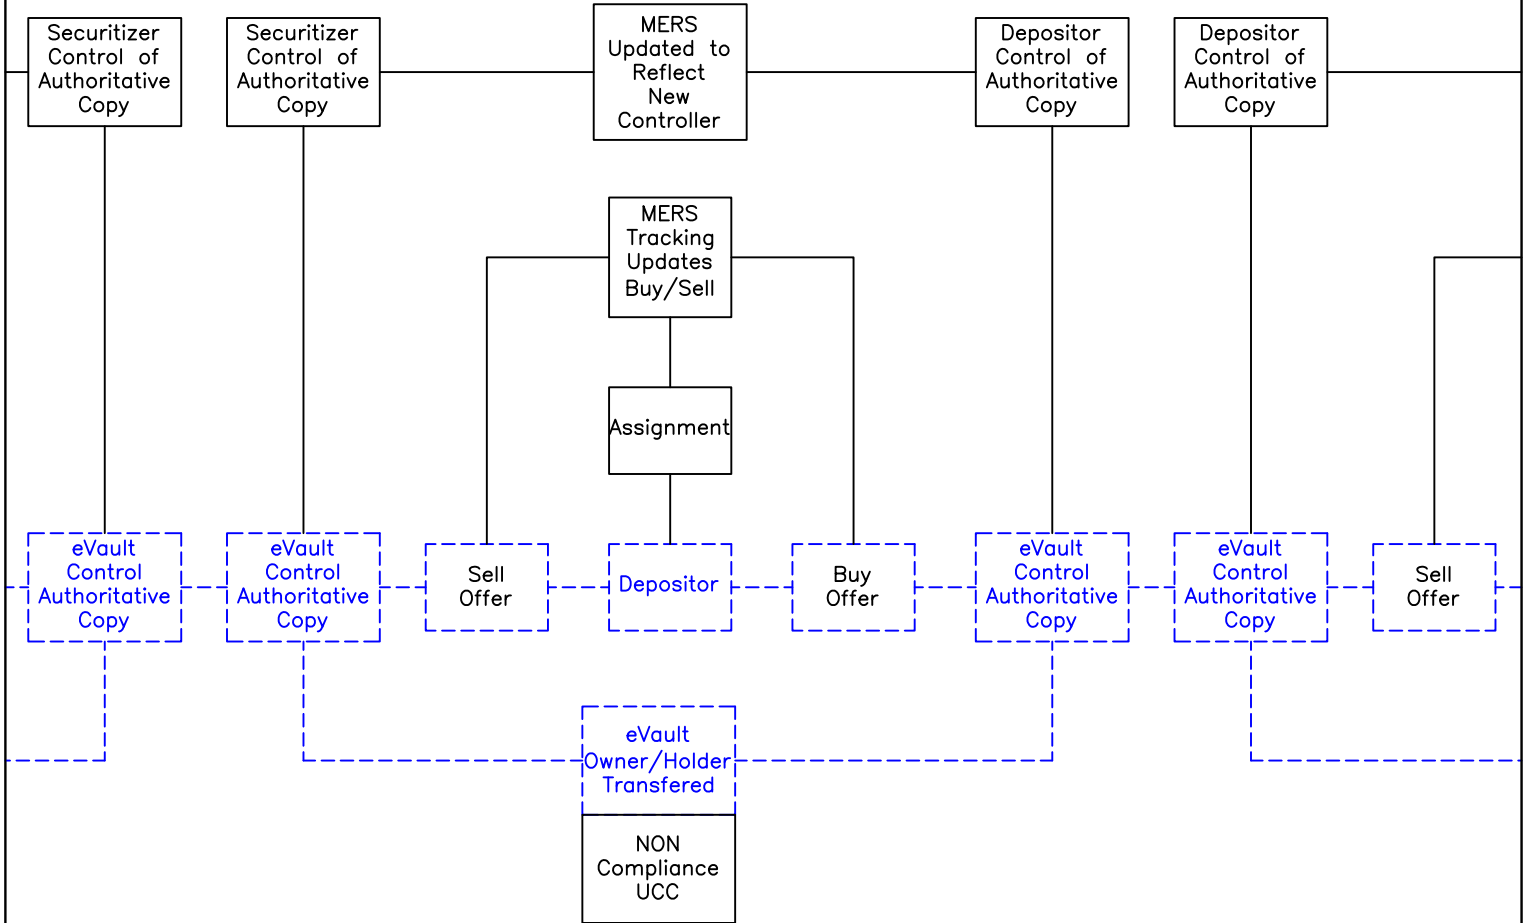 Securitizer
Control of
Authoritative
Copy
Securitizer
Control of
Authoritative
Copy
MERS
Updated to
Reflect
New
Controller
Depositor
Control of
Authoritative
Copy
Depositor
Control of
Authoritative
Copy
MERS
Tracking
Updates
Buy/Sell
Assignment
eVault
Control
Authoritative
Copy
eVault
Control
Authoritative
Copy
Sell
Offer
Depositor
Buy
Offer
eVault
Control
Authoritative
Copy
eVault
Control
Authoritative
Copy
Sell
Offer
eVault
Owner/Holder
Transfered
NON
Compliance
UCC